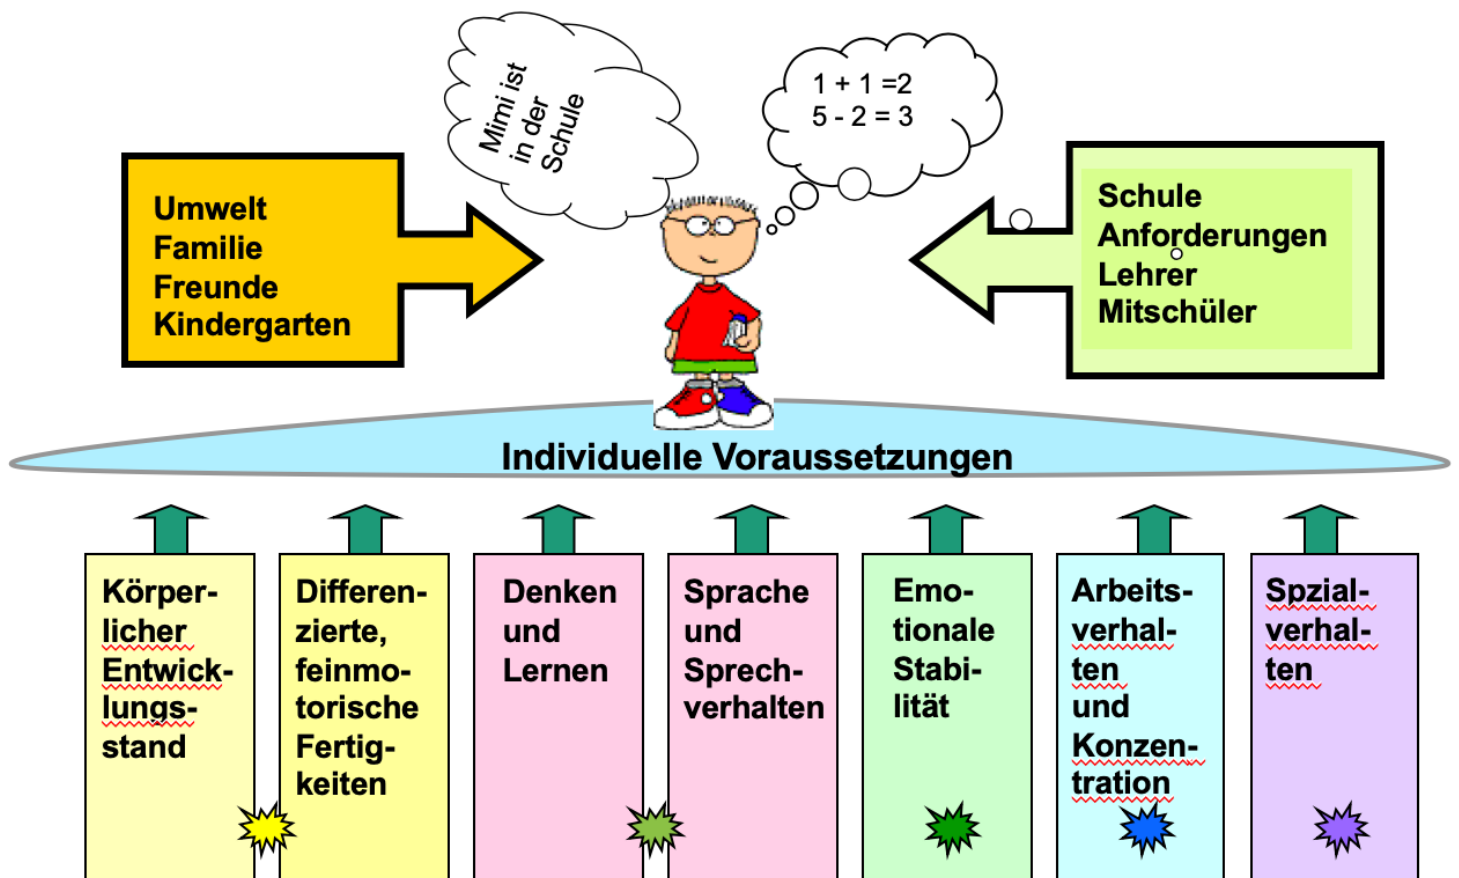 Mimi ist
in der
Schule
1 + 1 =2
5 - 2 = 3
Umwelt
Familie
Freunde
Kindergarten
Schule
Anforderungen
Lehrer
Mitschüler
Individuelle Voraussetzungen
Körper-
licher
Entwick-
lungs-
stand
Differen-
zierte,
feinmo-
torische
Fertig-
keiten
Denken
und
Lernen
Sprache
und
Sprech-
verhalten
Emo-
tionale
Stabi-
lität
Arbeits-
verhal-
ten
und
Konzen-
tration
Spzial-
verhal-
ten